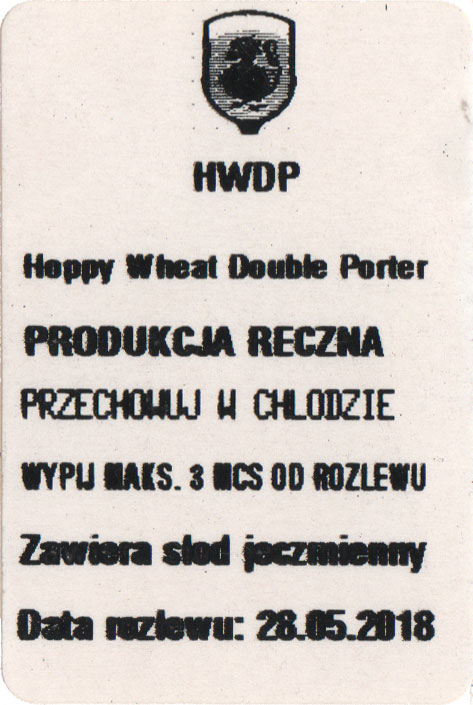 HWDP
Hoppy Wheat Double Porter
PRODUKCJA RECZNA
PRZECHOWUJ W CHLODZIE
WYPIJ MAKS. 3 MCS OD ROZLEWU
Zawiera slod jeczmienny
Data rozlewu: 28.05.2018